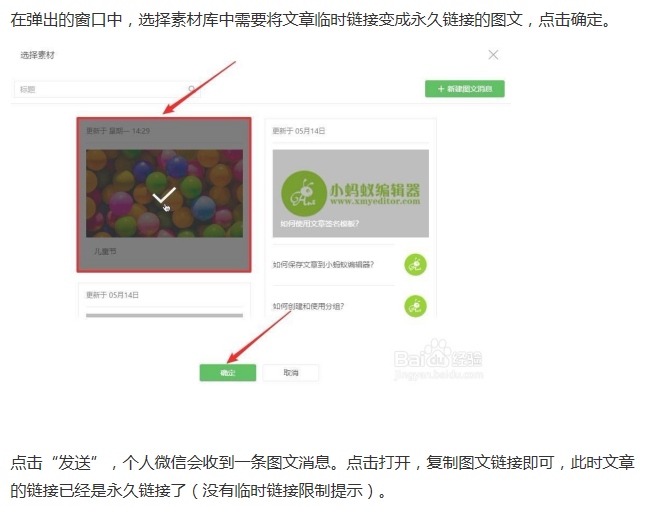 在弹出的窗口中，选择素材库中需要将文章临时链接变成永久链接的图文，点击确定。
选择素材
标题
+ 新建图文消息
更新于 星期一 14:29
儿童节
更新于 05月14日
小蚂蚁编辑器
www.xmyeditor.com
如何使用文章签名模板？
如何保存文章到小蚂蚁编辑器？
如何创建和使用分组？
更新于 05月14日
确定
取消
Bai 经验
jingyan.baidu.com
点击“发送”，个人微信会收到一条图文消息。点击打开，复制图文链接即可，此时文章
的链接已经是永久链接了（没有临时链接限制提示）。